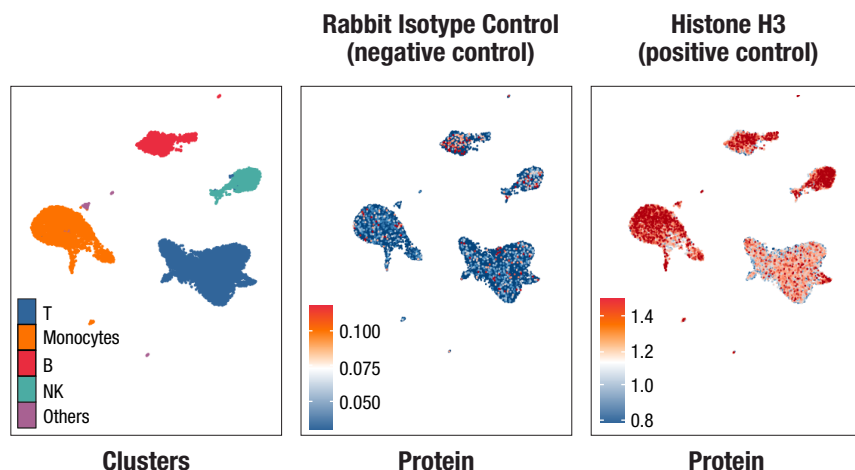 Rabbit Isotype Control
(negative control)
Histone H3
(positive control)
T
Monocytes
B
NK
Others
0.100
0.075
0.050
1.4
1.2
1.0
0.8
Clusters
Protein
Protein